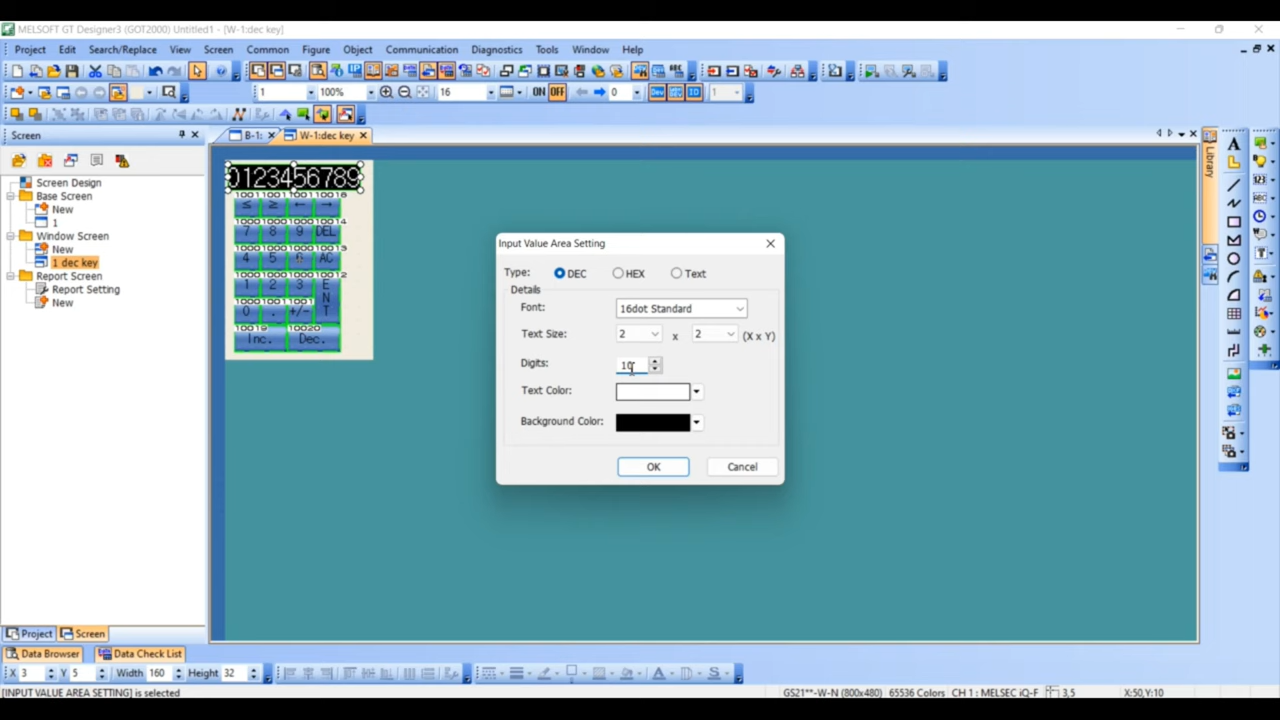 MELSOFT GT Designer3 (GOT2000) Untitled1 - [W-1:dec key]
Project Edit Search/Replace View Screen Common Figure Object Communication Diagnostics Tools Window Help
1 100% 16 ON OFF 0 Dev ID 1
Screen
B-1: W-1:dec key
Library
Screen Design
Base Screen
New
1
Window Screen
New
1 dec key
Report Screen
Report Setting
New
0123456789
≤ ≥ ← →
7 8 9 DEL
4 5 6 AC
1 2 3 ENT
0 . +/-
10019 10020
Inc. Dec.
Input Value Area Setting
Type: DEC HEX Text
Details
Font: 16dot Standard
Text Size: 2 x 2 (X x Y)
Digits: 10
Text Color:
Background Color:
OK Cancel
Project Screen
Data Browser Data Check List
X 3 Y 5 Width 160 Height 32
[INPUT VALUE AREA SETTING] is selected GS21**-W-N (800x480) 65536 Colors CH 1 : MELSEC iQ-F 3,5 X:50,Y:10